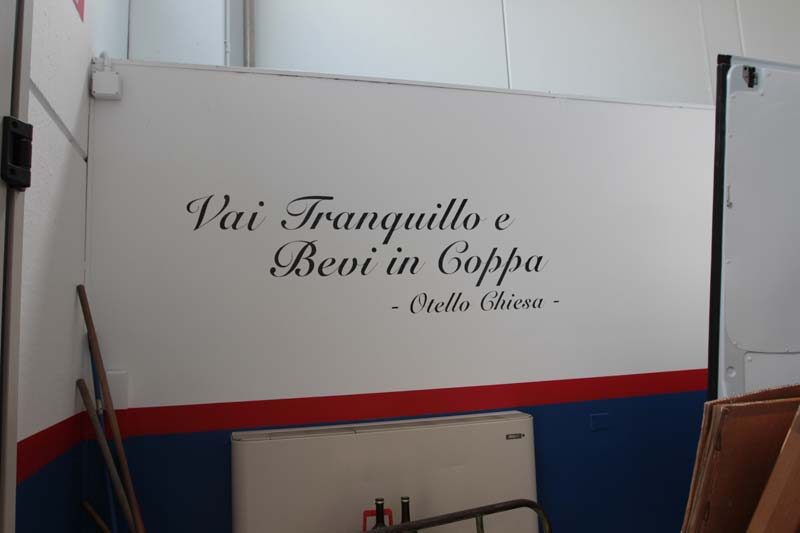 Vai Tranquillo e
Bevi in Coppa
- Otello Chiesa -